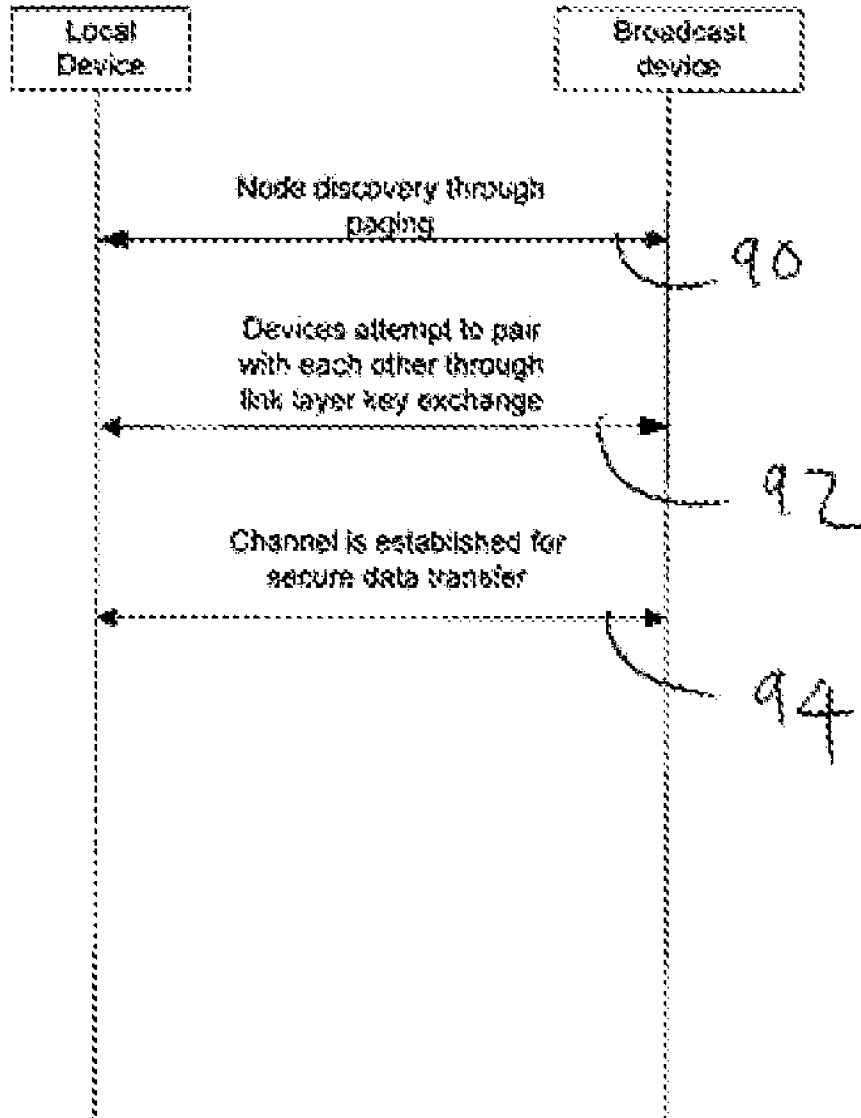 Local
Device
Broadcast
device
Node discovery through
paging
90
Devices attempt to pair
with each other through
link layer key exchange
92
Channel is established for
secure data transfer
94